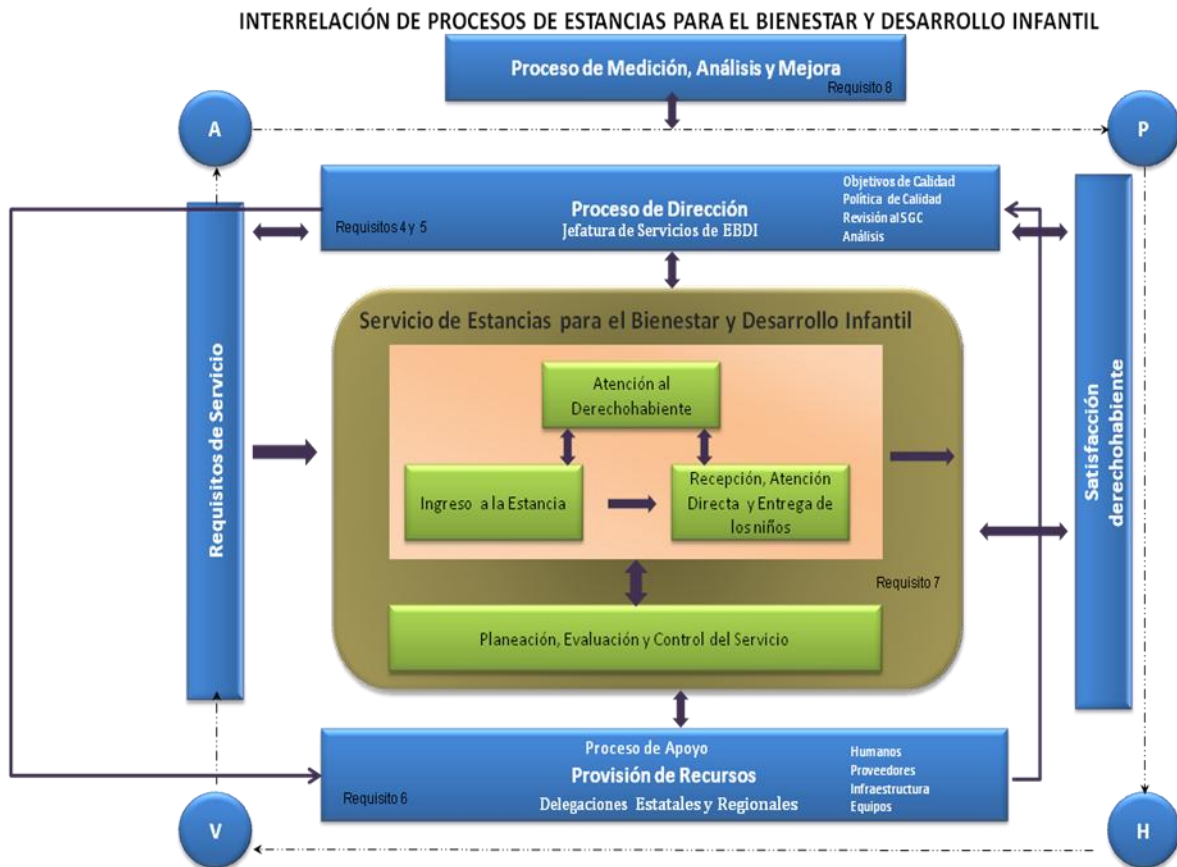 INTERRELACIÓN DE PROCESOS DE ESTANCIAS PARA EL BIENESTAR Y DESARROLLO INFANTIL
Proceso de Medición, Análisis y Mejora
Requisito 8
A
P
Proceso de Dirección
Jefatura de Servicios de EBDI
Requisitos 4 y 5
Objetivos de Calidad
Política de Calidad
Revisión al SGC
Análisis
Requisitos de Servicio
Servicio de Estancias para el Bienestar y Desarrollo Infantil
Atención al
Derechohabiente
Ingreso a la Estancia
Recepción, Atención
Directa y Entrega de
los niños
Requisito 7
Planeación, Evaluación y Control del Servicio
Satisfacción
derechohabiente
Proceso de Apoyo
Provisión de Recursos
Delegaciones Estatales y Regionales
Requisito 6
Humanos
Proveedores
Infraestructura
Equipos
V
H